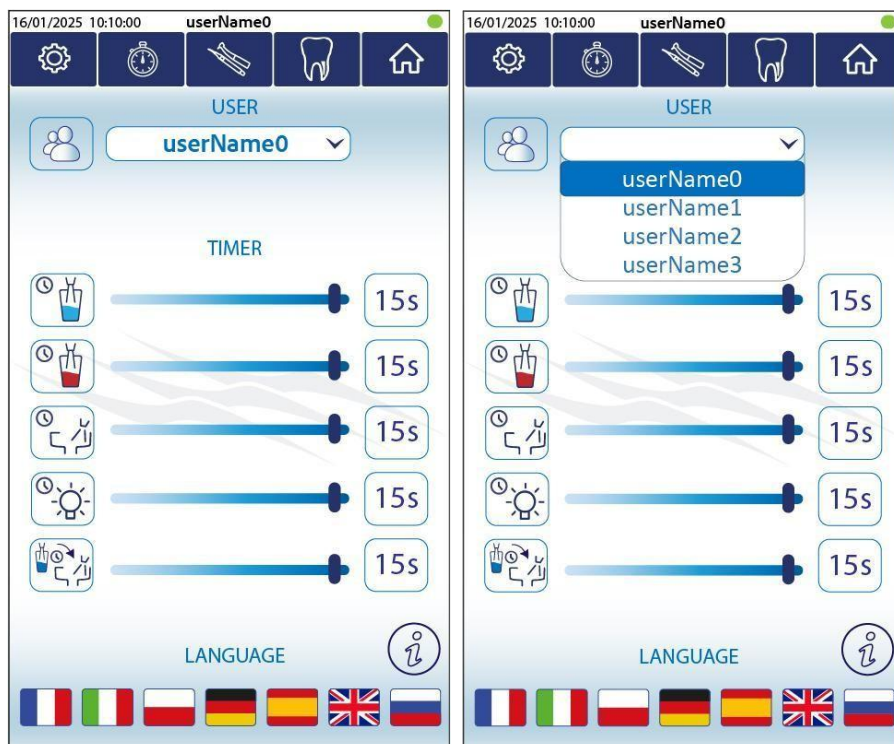 16/01/2025 10:10:00 userName0
USER
userName0
TIMER
15s
15s
15s
15s
15s
i
LANGUAGE
16/01/2025 10:10:00 userName0
USER
userName0
userName1
userName2
userName3
15s
15s
15s
15s
15s
i
LANGUAGE